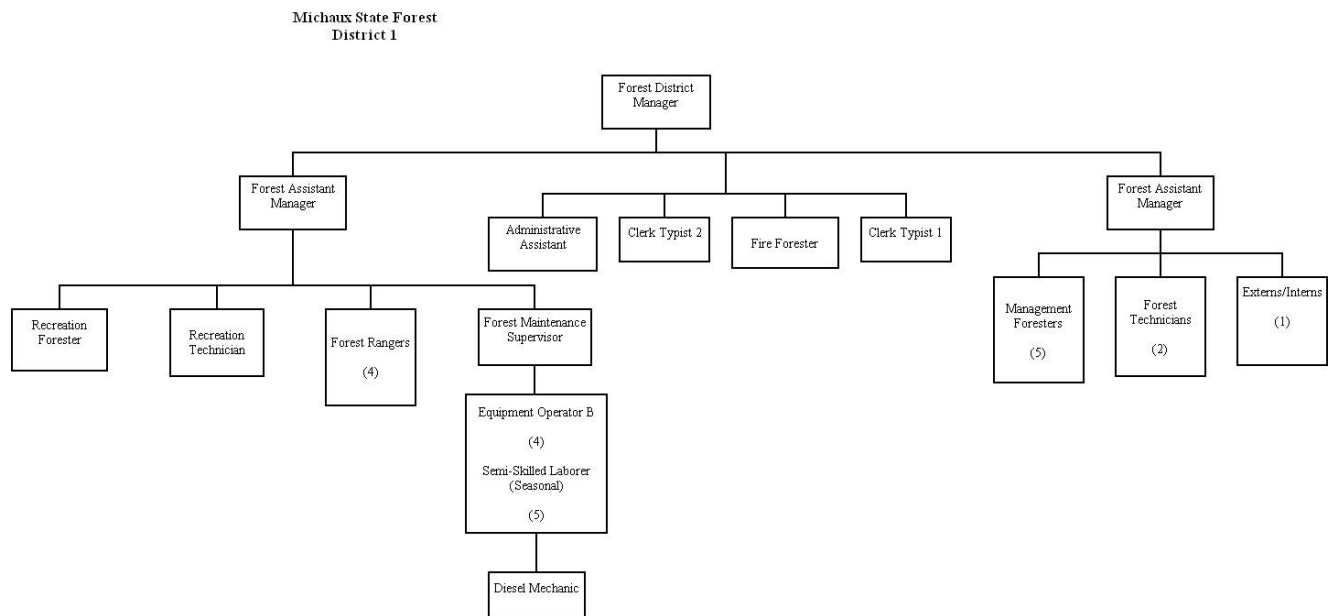 Michaux State Forest
District 1
Forest District
Manager
Forest Assistant
Manager
Forest Assistant
Manager
Administrative
Assistant
Clerk Typist 2
Fire Forester
Clerk Typist 1
Recreation
Forester
Recreation
Technician
Forest Rangers
(4)
Forest Maintenance
Supervisor
Management
Foresters
(5)
Forest
Technicians
(2)
Externs/Interns
(1)
Equipment Operator B
(4)
Semi-Skilled Laborer
(Seasonal)
(5)
Diesel Mechanic